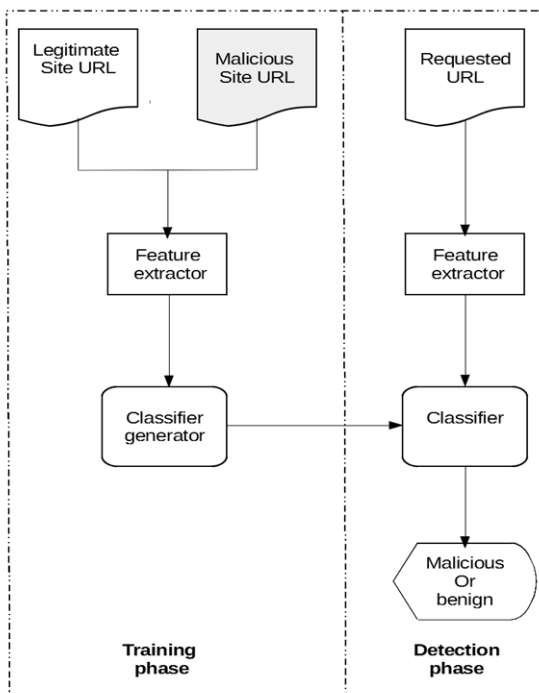 Legitimate
Site URL
Malicious
Site URL
Requested
URL
Feature
extractor
Feature
extractor
Classifier
generator
Classifier
Malicious
Or
benign
Training
phase
Detection
phase